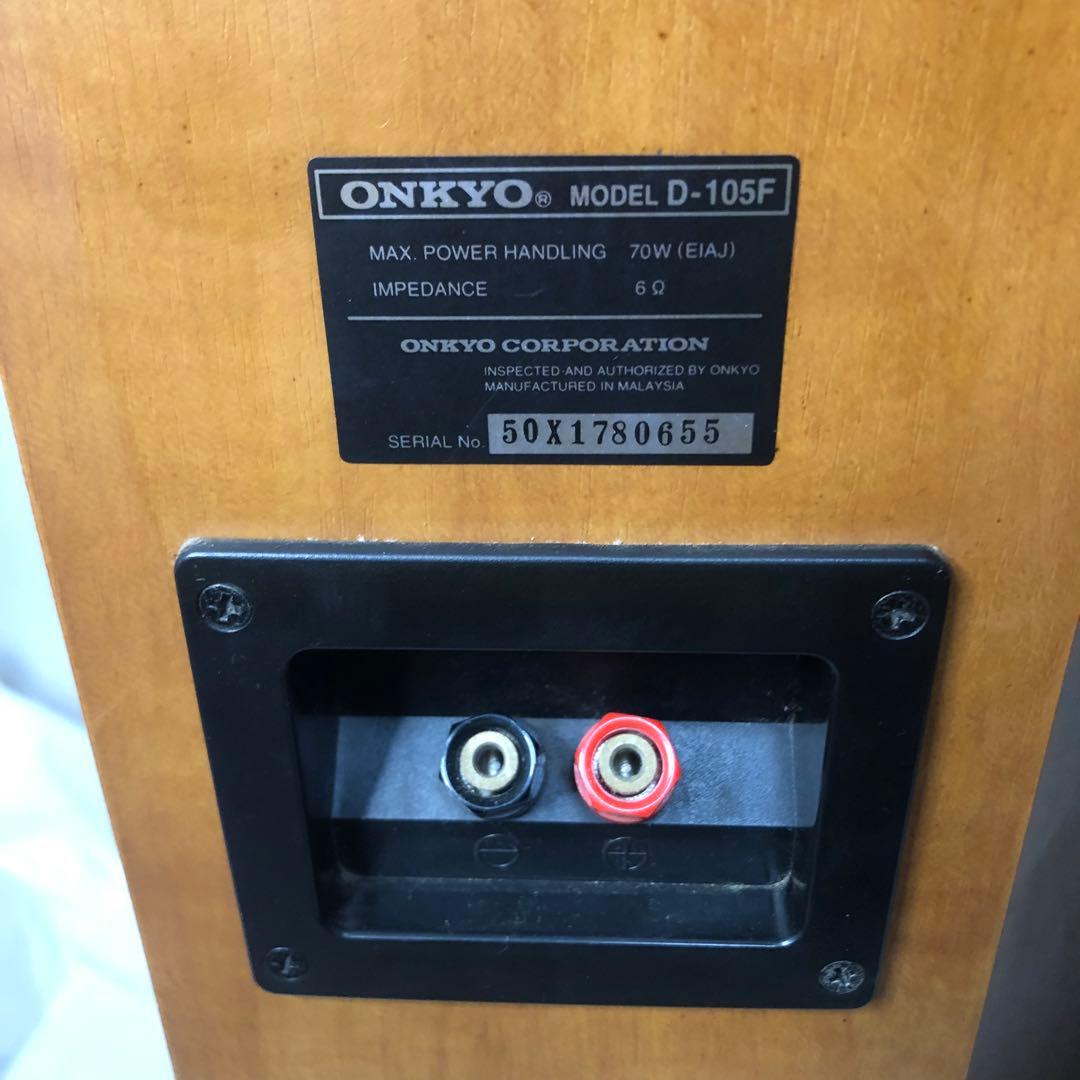 ONKYO® MODEL D-105F
MAX. POWER HANDLING 70W (EIAJ)
IMPEDANCE 6 Ω
ONKYO CORPORATION
INSPECTED AND AUTHORIZED BY ONKYO
MANUFACTURED IN MALAYSIA
SERIAL No. 50X1780655
⊖ ⊕